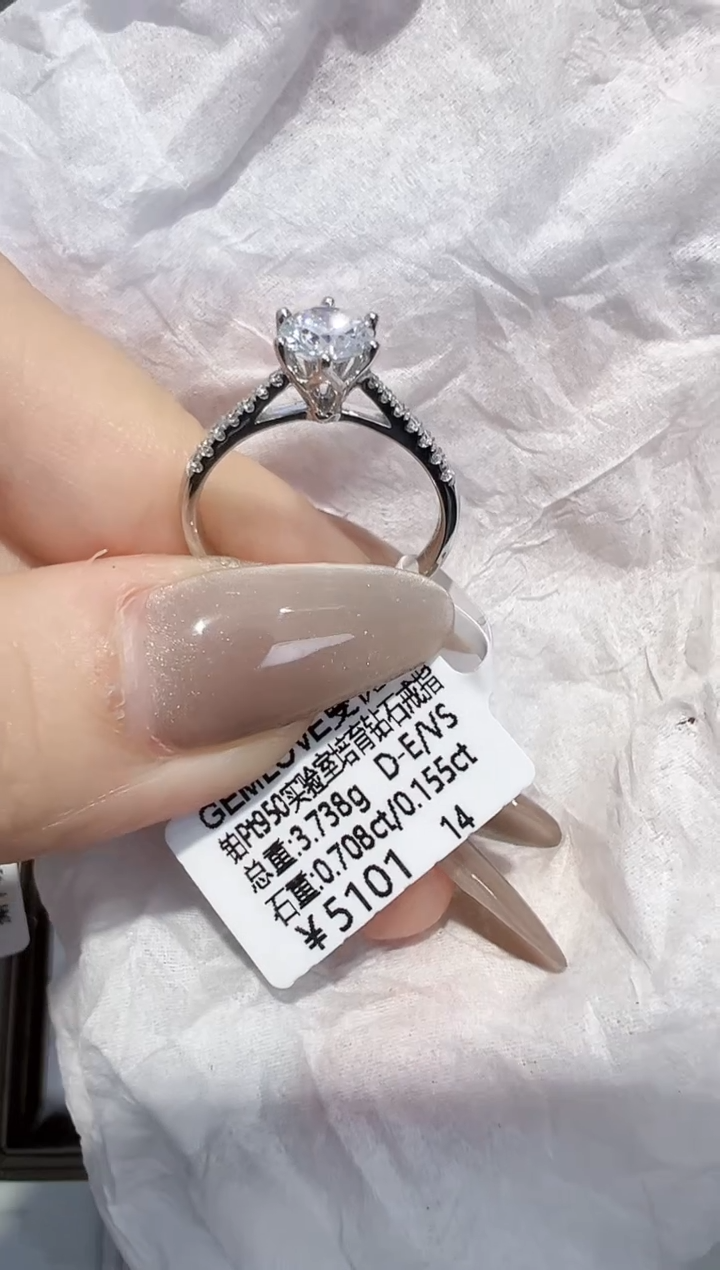 GEMLOVE
铂Pt950实验室培育钻石戒指
总重:3.738g D-E/VS
石重:0.708ct/0.155ct
¥5101 14